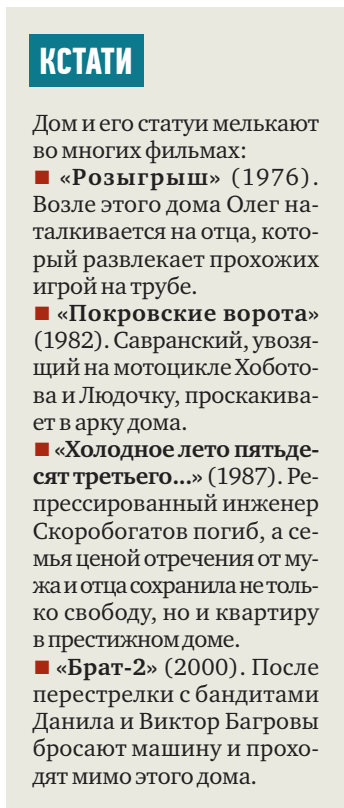 КСТАТИ
Дом и его статуи мелькают
во многих фильмах:
■ «Розыгрыш» (1976).
Возле этого дома Олег на-
талкивается на отца, кото-
рый развлекает прохожих
игрой на трубе.
■ «Покровские ворота»
(1982). Савранский, увозя-
щий на мотоцикле Хобото-
ва и Людочку, проскакива-
ет в арку дома.
■ «Холодное лето пятьде-
сят третьего...» (1987). Ре-
прессированный инженер
Скоробогатов погиб, а се-
мья ценой отречения от му-
жа и отца сохранила не толь-
ко свободу, но и квартиру
в престижном доме.
■ «Брат-2» (2000). После
перестрелки с бандитами
Данила и Виктор Багровы
бросают машину и прохо-
дят мимо этого дома.